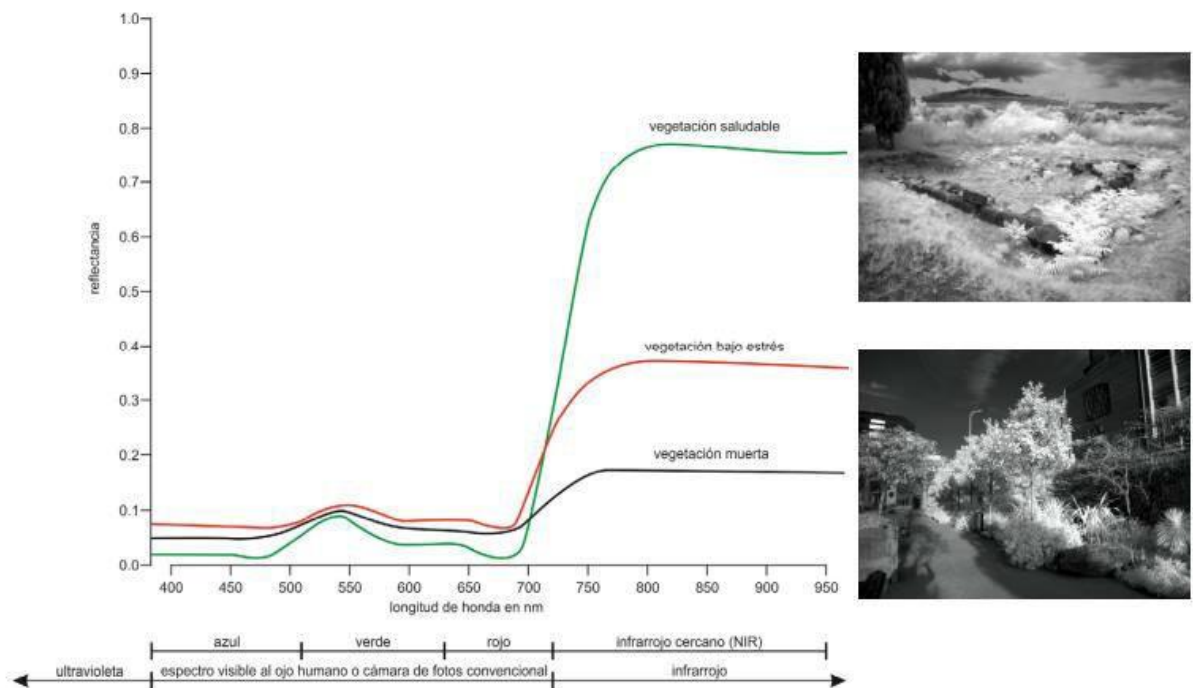 1.0
0.9
0.8
0.7
0.6
0.5
0.4
0.3
0.2
0.1
0.0
reflectancia
vegetación saludable
vegetación bajo estrés
vegetación muerta
400 450 500 550 600 650 700 750 800 850 900 950
longitud de honda en nm
azul verde rojo infrarrojo cercano (NIR)
ultravioleta espectro visible al ojo humano o cámara de fotos convencional infrarrojo